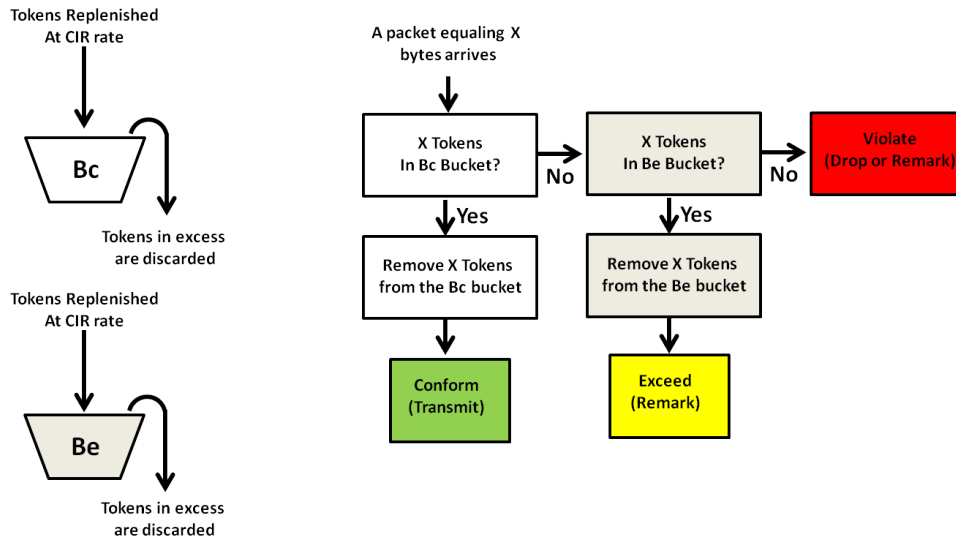 Tokens Replenished
At CIR rate
Bc
Tokens in excess
are discarded
Tokens Replenished
At CIR rate
Be
Tokens in excess
are discarded
A packet equaling X
bytes arrives
X Tokens
In Bc Bucket?
No
X Tokens
In Be Bucket?
No
Violate
(Drop or Remark)
Yes
Yes
Remove X Tokens
from the Bc bucket
Remove X Tokens
from the Be bucket
Conform
(Transmit)
Exceed
(Remark)